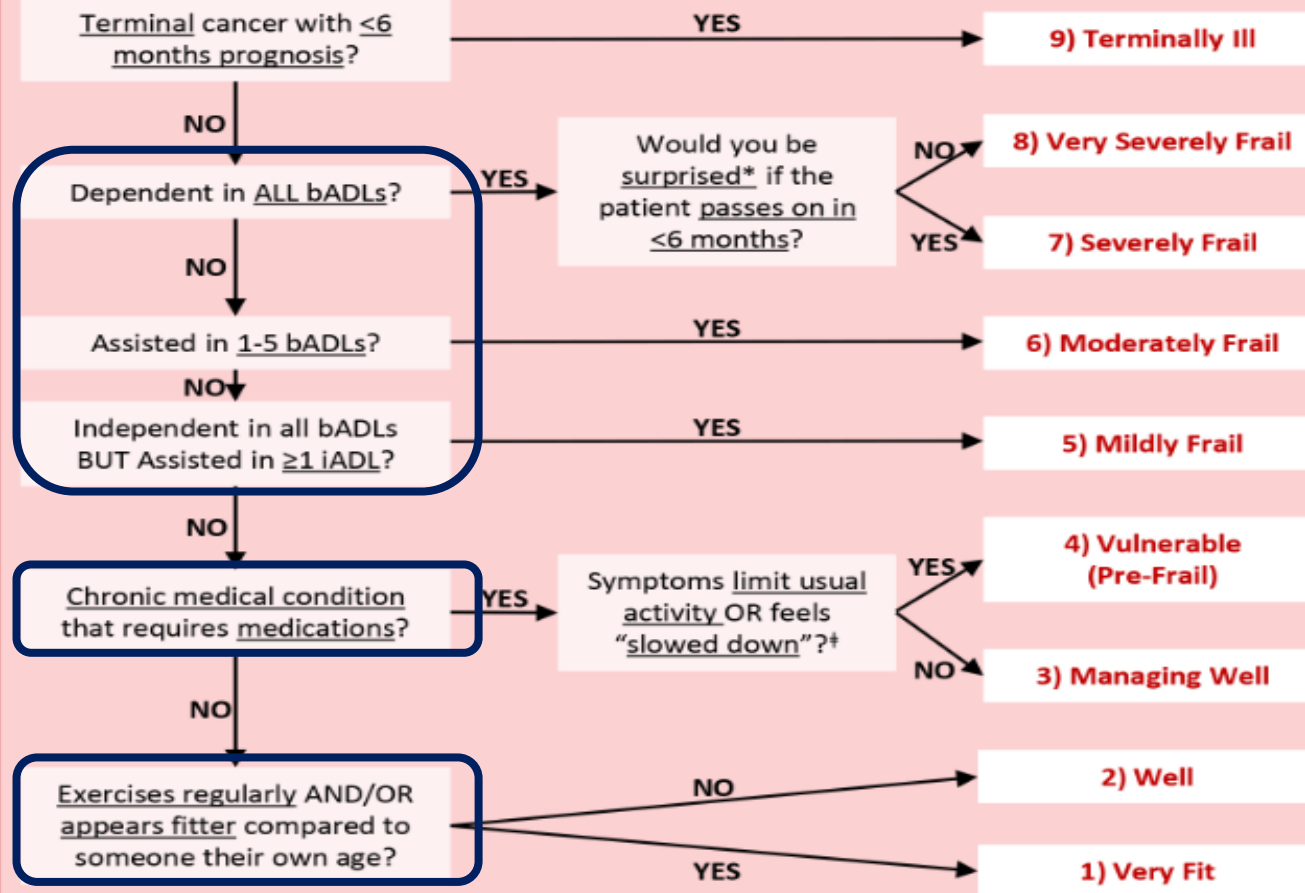 Terminal cancer with <6
months prognosis?
YES
9) Terminally Ill
NO
Dependent in ALL bADLs?
YES
Would you be
surprised* if the
patient passes on in
<6 months?
NO
8) Very Severely Frail
YES
7) Severely Frail
NO
Assisted in 1-5 bADLs?
YES
6) Moderately Frail
NO
Independent in all bADLs
BUT Assisted in ≥1 iADL?
YES
5) Mildly Frail
NO
Chronic medical condition
that requires medications?
YES
Symptoms limit usual
activity OR feels
“slowed down”?ǂ
YES
4) Vulnerable
(Pre-Frail)
NO
3) Managing Well
NO
Exercises regularly AND/OR
appears fitter compared to
someone their own age?
NO
2) Well
YES
1) Very Fit